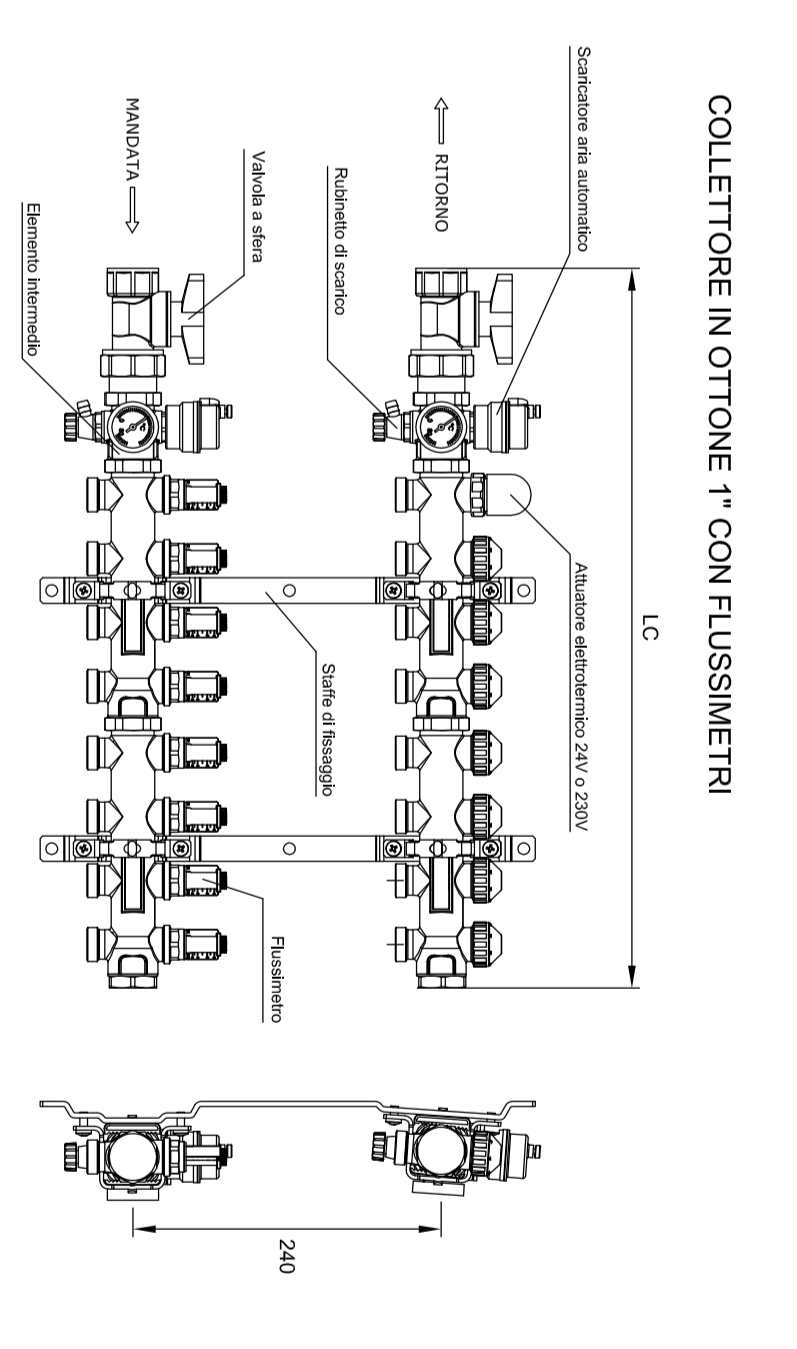 COLLETTORE IN OTTONE 1" CON FLUSSIMETRI
LC
Scaricatore aria automatico
Attuatore elettrotermico 24V o 230V
RITORNO
Rubinetto di scarico
Staffe di fissaggio
Valvola a sfera
Flussimetro
MANDATA
Elemento intermedio
240